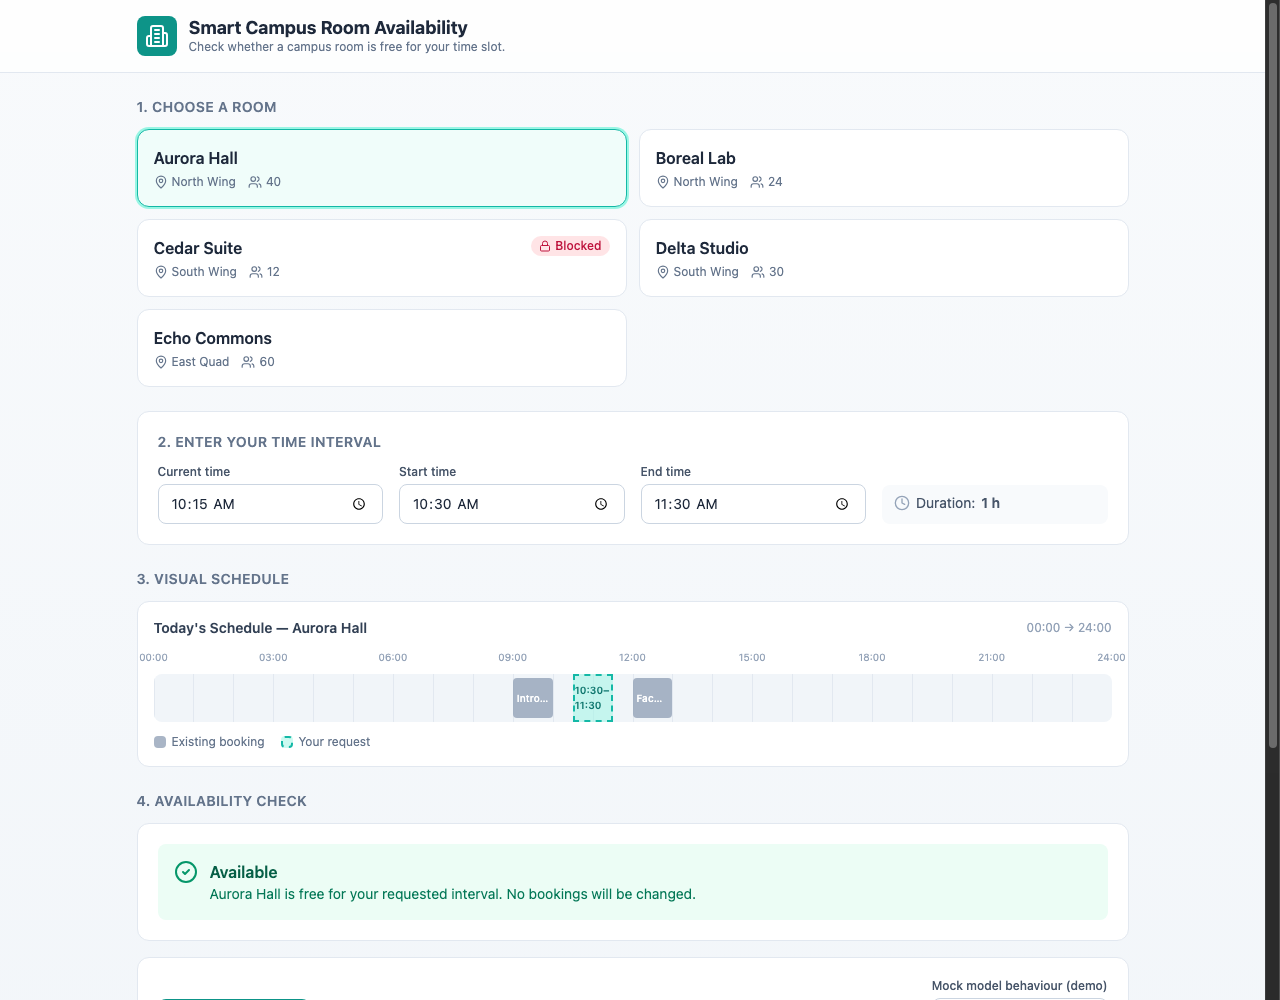 Smart Campus Room Availability
Check whether a campus room is free for your time slot.
1. CHOOSE A ROOM
Aurora Hall
North Wing 40
Boreal Lab
North Wing 24
Cedar Suite
Blocked
South Wing 12
Delta Studio
South Wing 30
Echo Commons
East Quad 60
2. ENTER YOUR TIME INTERVAL
Current time
10:15 AM
Start time
10:30 AM
End time
11:30 AM
Duration: 1 h
3. VISUAL SCHEDULE
Today's Schedule — Aurora Hall
00:00 → 24:00
00:00 03:00 06:00 09:00 12:00 15:00 18:00 21:00 24:00
Intro...
10:30–
11:30
Fac...
Existing booking Your request
4. AVAILABILITY CHECK
Available
Aurora Hall is free for your requested interval. No bookings will be changed.
Mock model behaviour (demo)